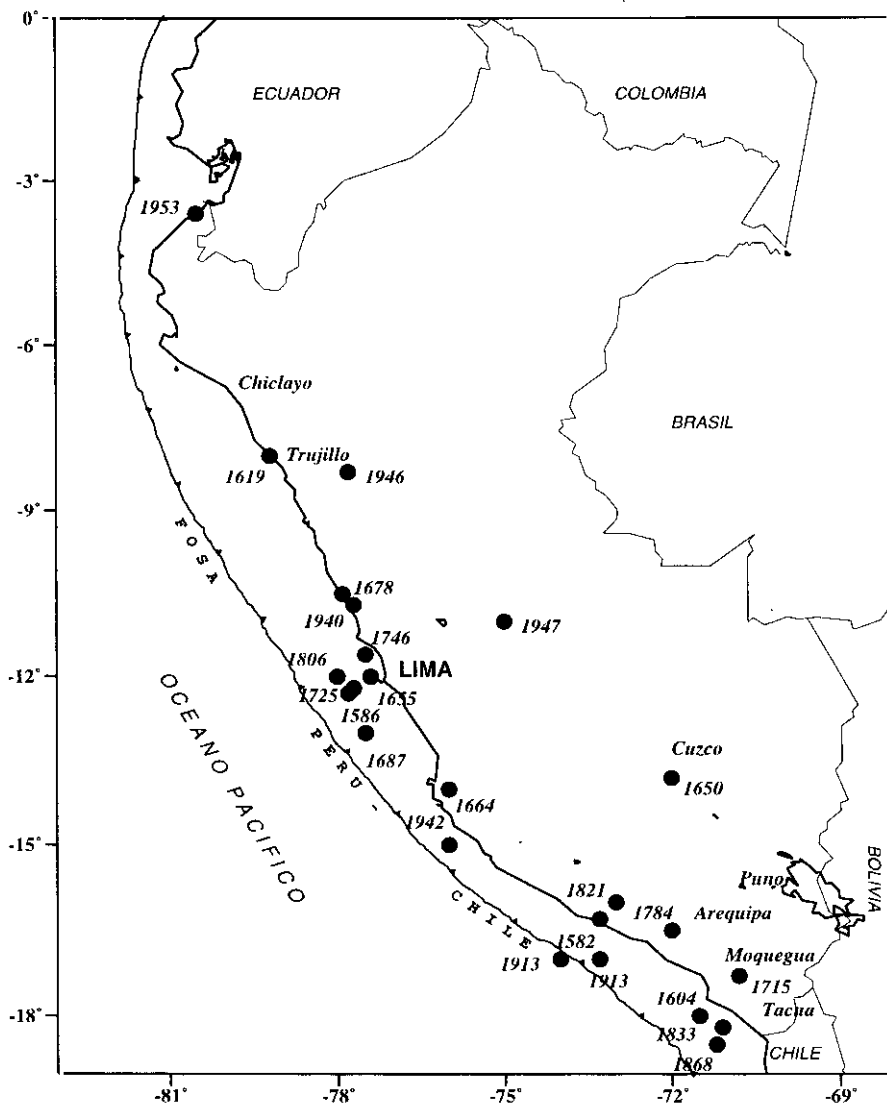 0°
ECUADOR
COLOMBIA
-3°
1953
-6°
Chiclayo
BRASIL
Trujillo
1619
1946
-9°
FOSA
1678
1940
1947
1746
1806
LIMA
-12°
1725
1655
1586
PERU -
1687
Cuzco
1650
OCEANO PACIFICO
1664
1942
-15°
BOLIVIA
Puno
1821
1784
Arequipa
CHILE
1582
Moquegua
1913
1913
1715
1604
Tacua
-18°
1833
CHILE
1868
-81°
-78°
-75°
-72°
-69°